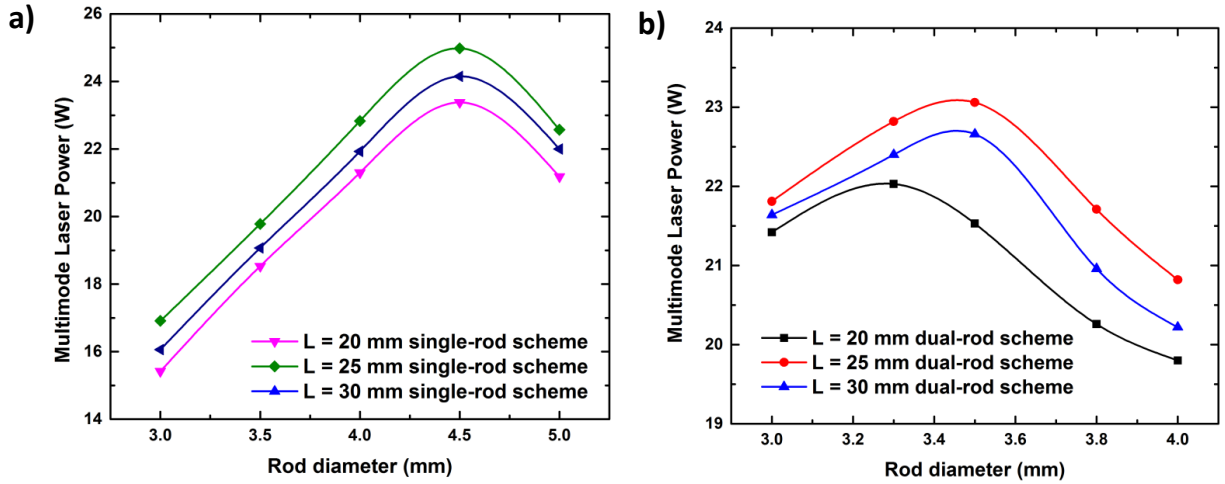 a)
26
24
22
20
18
16
14
Multimode Laser Power (W)
L = 20 mm single-rod scheme
L = 25 mm single-rod scheme
L = 30 mm single-rod scheme
3.0 3.5 4.0 4.5 5.0
Rod diameter (mm)
b)
24
23
22
21
20
19
Multimode Laser Power (W)
L = 20 mm dual-rod scheme
L = 25 mm dual-rod scheme
L = 30 mm dual-rod scheme
3.0 3.2 3.4 3.6 3.8 4.0
Rod diameter (mm)